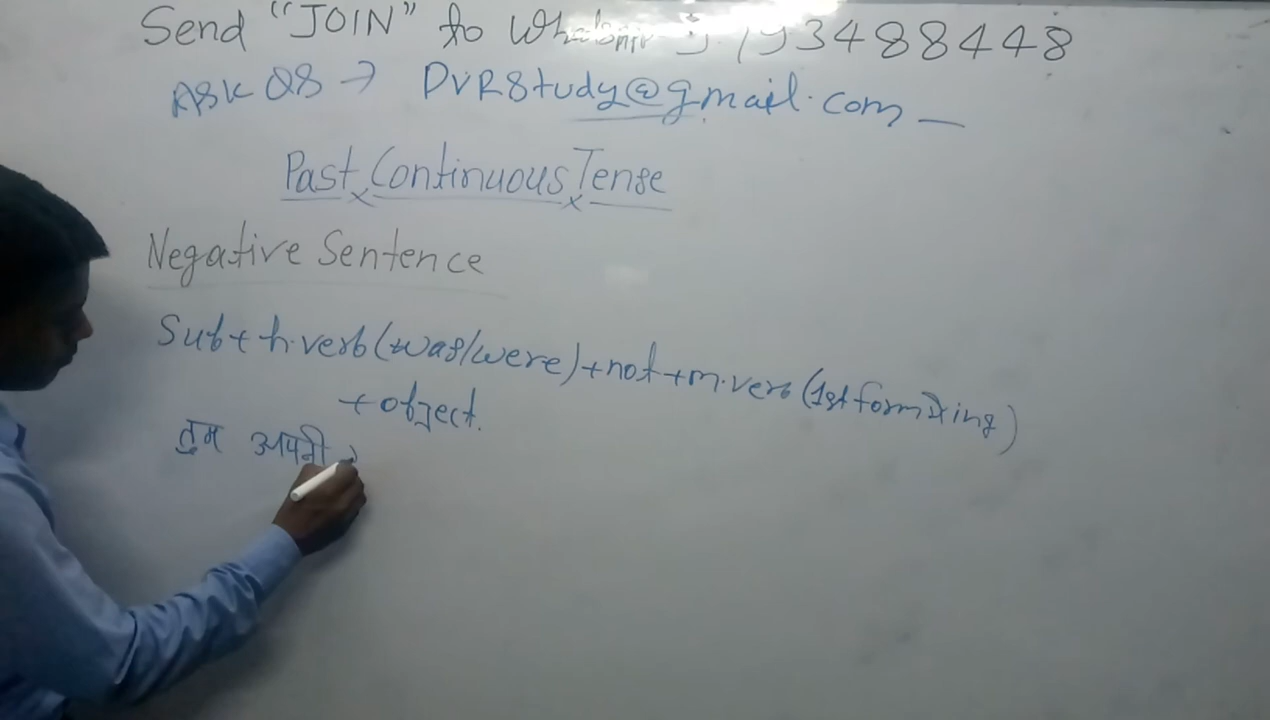 Send "JOIN" to
Ask QS → DVRStudy@gmail.com
Past Continuous Tense
Negative Sentence
Sub + h.verb (was/were) + not + m.verb (1st form + ing)
+ object.
तुम अपनी